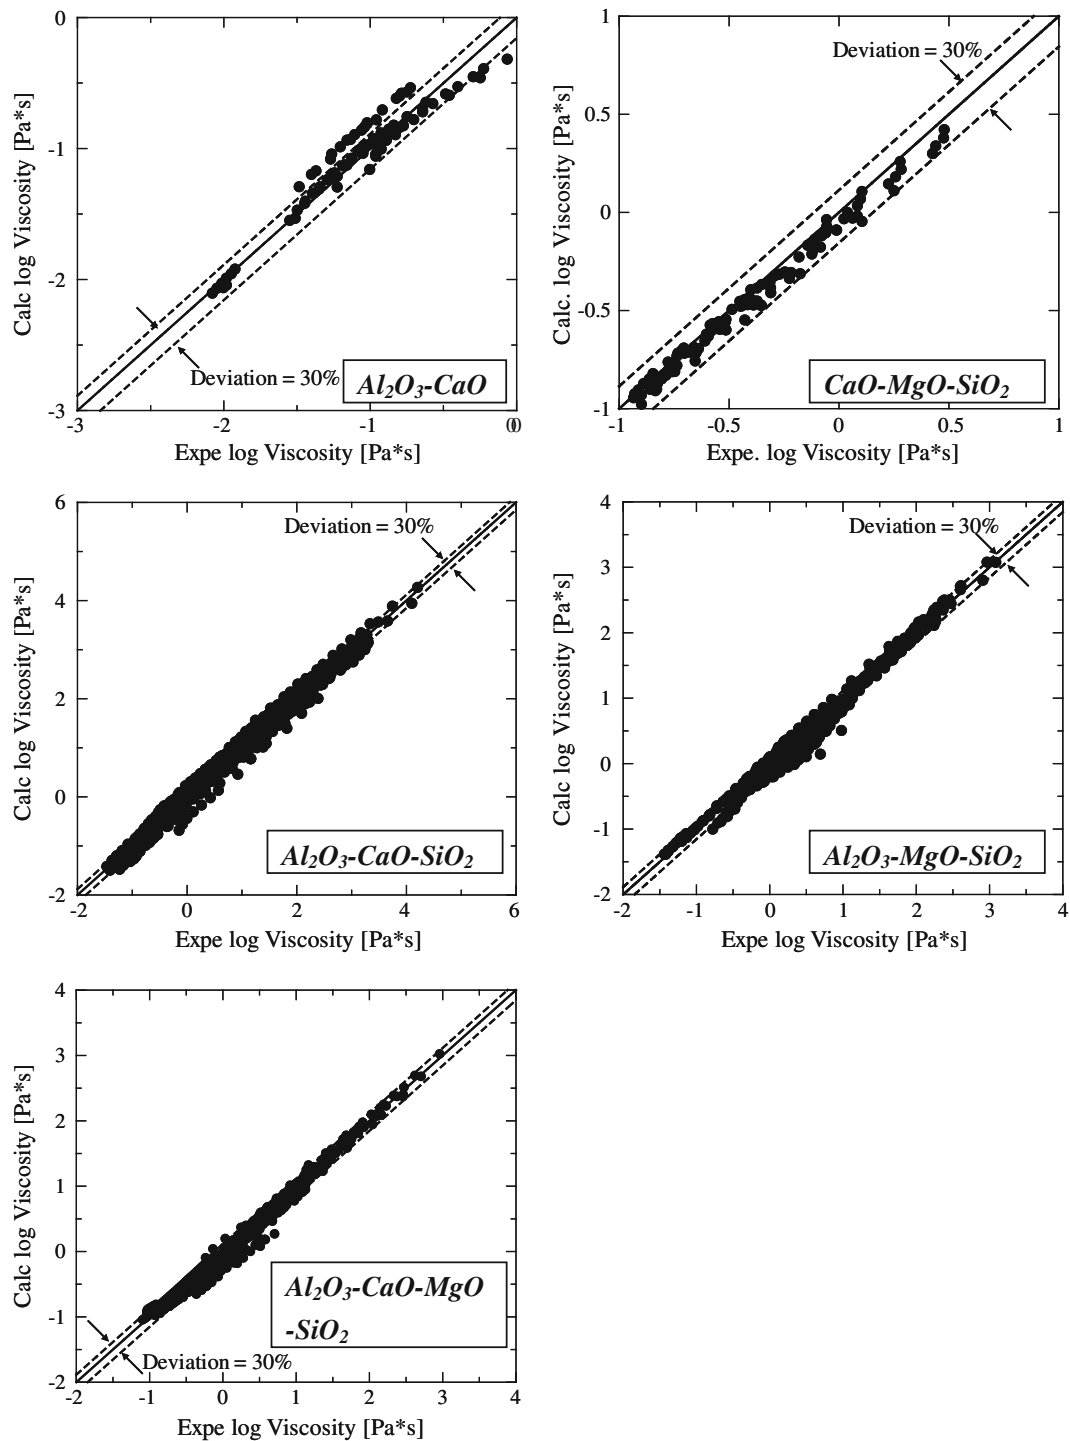 0
-1
-2
-3
Calc log Viscosity [Pa*s]
Deviation = 30%
Al₂O₃-CaO
-2
-1
0
0
Expe log Viscosity [Pa*s]
1
0.5
0
-0.5
-1
Calc. log Viscosity [Pa*s]
Deviation = 30%
CaO-MgO-SiO₂
-1
-0.5
0
0.5
1
Expe. log Viscosity [Pa*s]
6
4
2
0
-2
Calc log Viscosity [Pa*s]
Deviation = 30%
Al₂O₃-CaO-SiO₂
-2
0
2
4
6
Expe log Viscosity [Pa*s]
4
3
2
1
0
-1
-2
Calc log Viscosity [Pa*s]
Deviation = 30%
Al₂O₃-MgO-SiO₂
-2
-1
0
1
2
3
4
Expe log Viscosity [Pa*s]
4
3
2
1
0
-1
-2
Calc log Viscosity [Pa*s]
Al₂O₃-CaO-MgO
-SiO₂
Deviation = 30%
-2
-1
0
1
2
3
4
Expe log Viscosity [Pa*s]